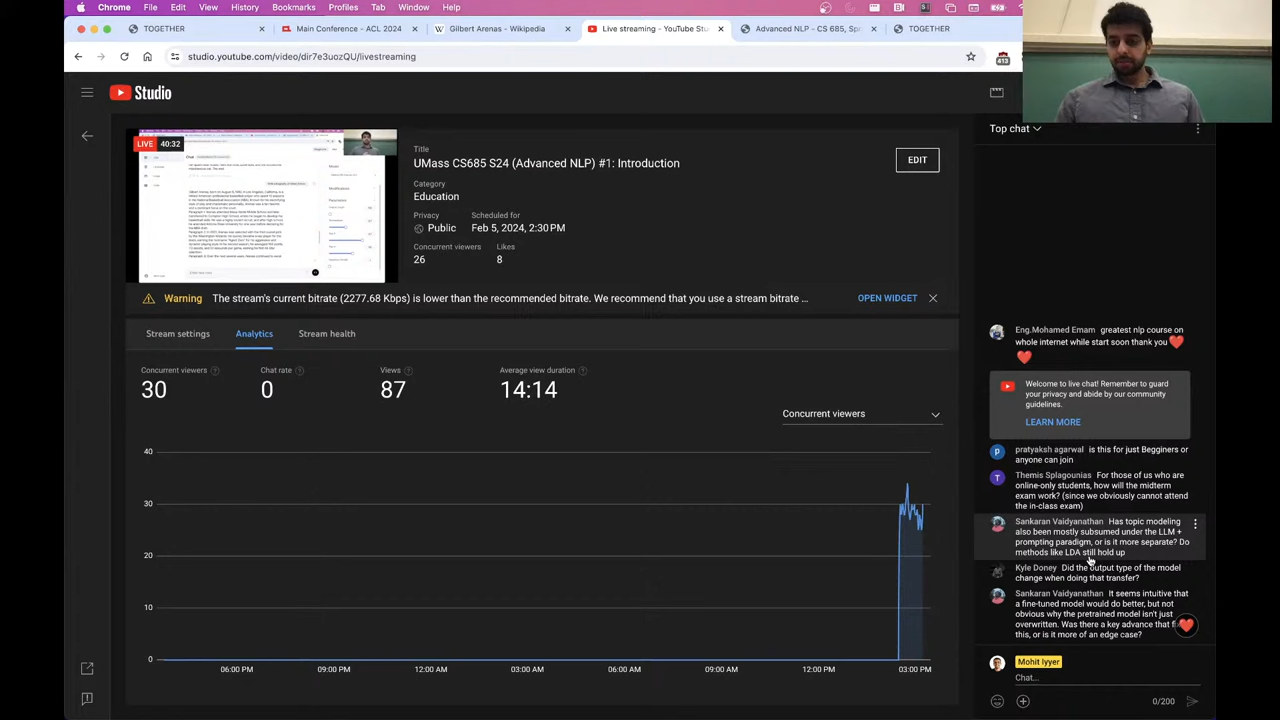 Chrome File Edit View History Bookmarks Profiles Tab Window Help
TOGETHER
Main Conference - ACL 2024
Gilbert Arenas - Wikipedia
Live streaming - YouTube Stu
Advanced NLP - CS 685, Sp
TOGETHER
studio.youtube.com/video/dir7e3uozQU/livestreaming
413
Studio
LIVE 40:32
Title
UMass CS685 S24 (Advanced NLP) #1: Introduction
EDIT
Category
Education
Privacy
Scheduled for
Public
Feb 5, 2024, 2:30 PM
Concurrent viewers
Likes
26
8
Warning The stream's current bitrate (2277.68 Kbps) is lower than the recommended bitrate. We recommend that you use a stream bitrate ...
OPEN WIDGET
Stream settings
Analytics
Stream health
Concurrent viewers
Chat rate
Views
Average view duration
30
0
87
14:14
Concurrent viewers
40
30
20
10
0
06:00 PM
09:00 PM
12:00 AM
03:00 AM
06:00 AM
09:00 AM
12:00 PM
03:00 PM
Top chat
Eng.Mohamed Emam greatest nlp course on
whole internet while start soon thank you
Welcome to live chat! Remember to guard
your privacy and abide by our community
guidelines.
LEARN MORE
pratyaksh agarwal is this for just Begginers or
anyone can join
Themis Splagounias For those of us who are
online-only students, how will the midterm
exam work? (since we obviously cannot attend
the in-class exam)
Sankaran Vaidyanathan Has topic modeling
also been mostly subsumed under the LLM +
prompting paradigm, or is it more separate? Do
methods like LDA still hold up
Kyle Doney Did the output type of the model
change when doing that transfer?
Sankaran Vaidyanathan It seems intuitive that
a fine-tuned model would do better, but not
obvious why the pretrained model isn't just
overwritten. Was there a key advance that
this, or is it more of an edge case?
Mohit Iyyer
Chat...
0/200